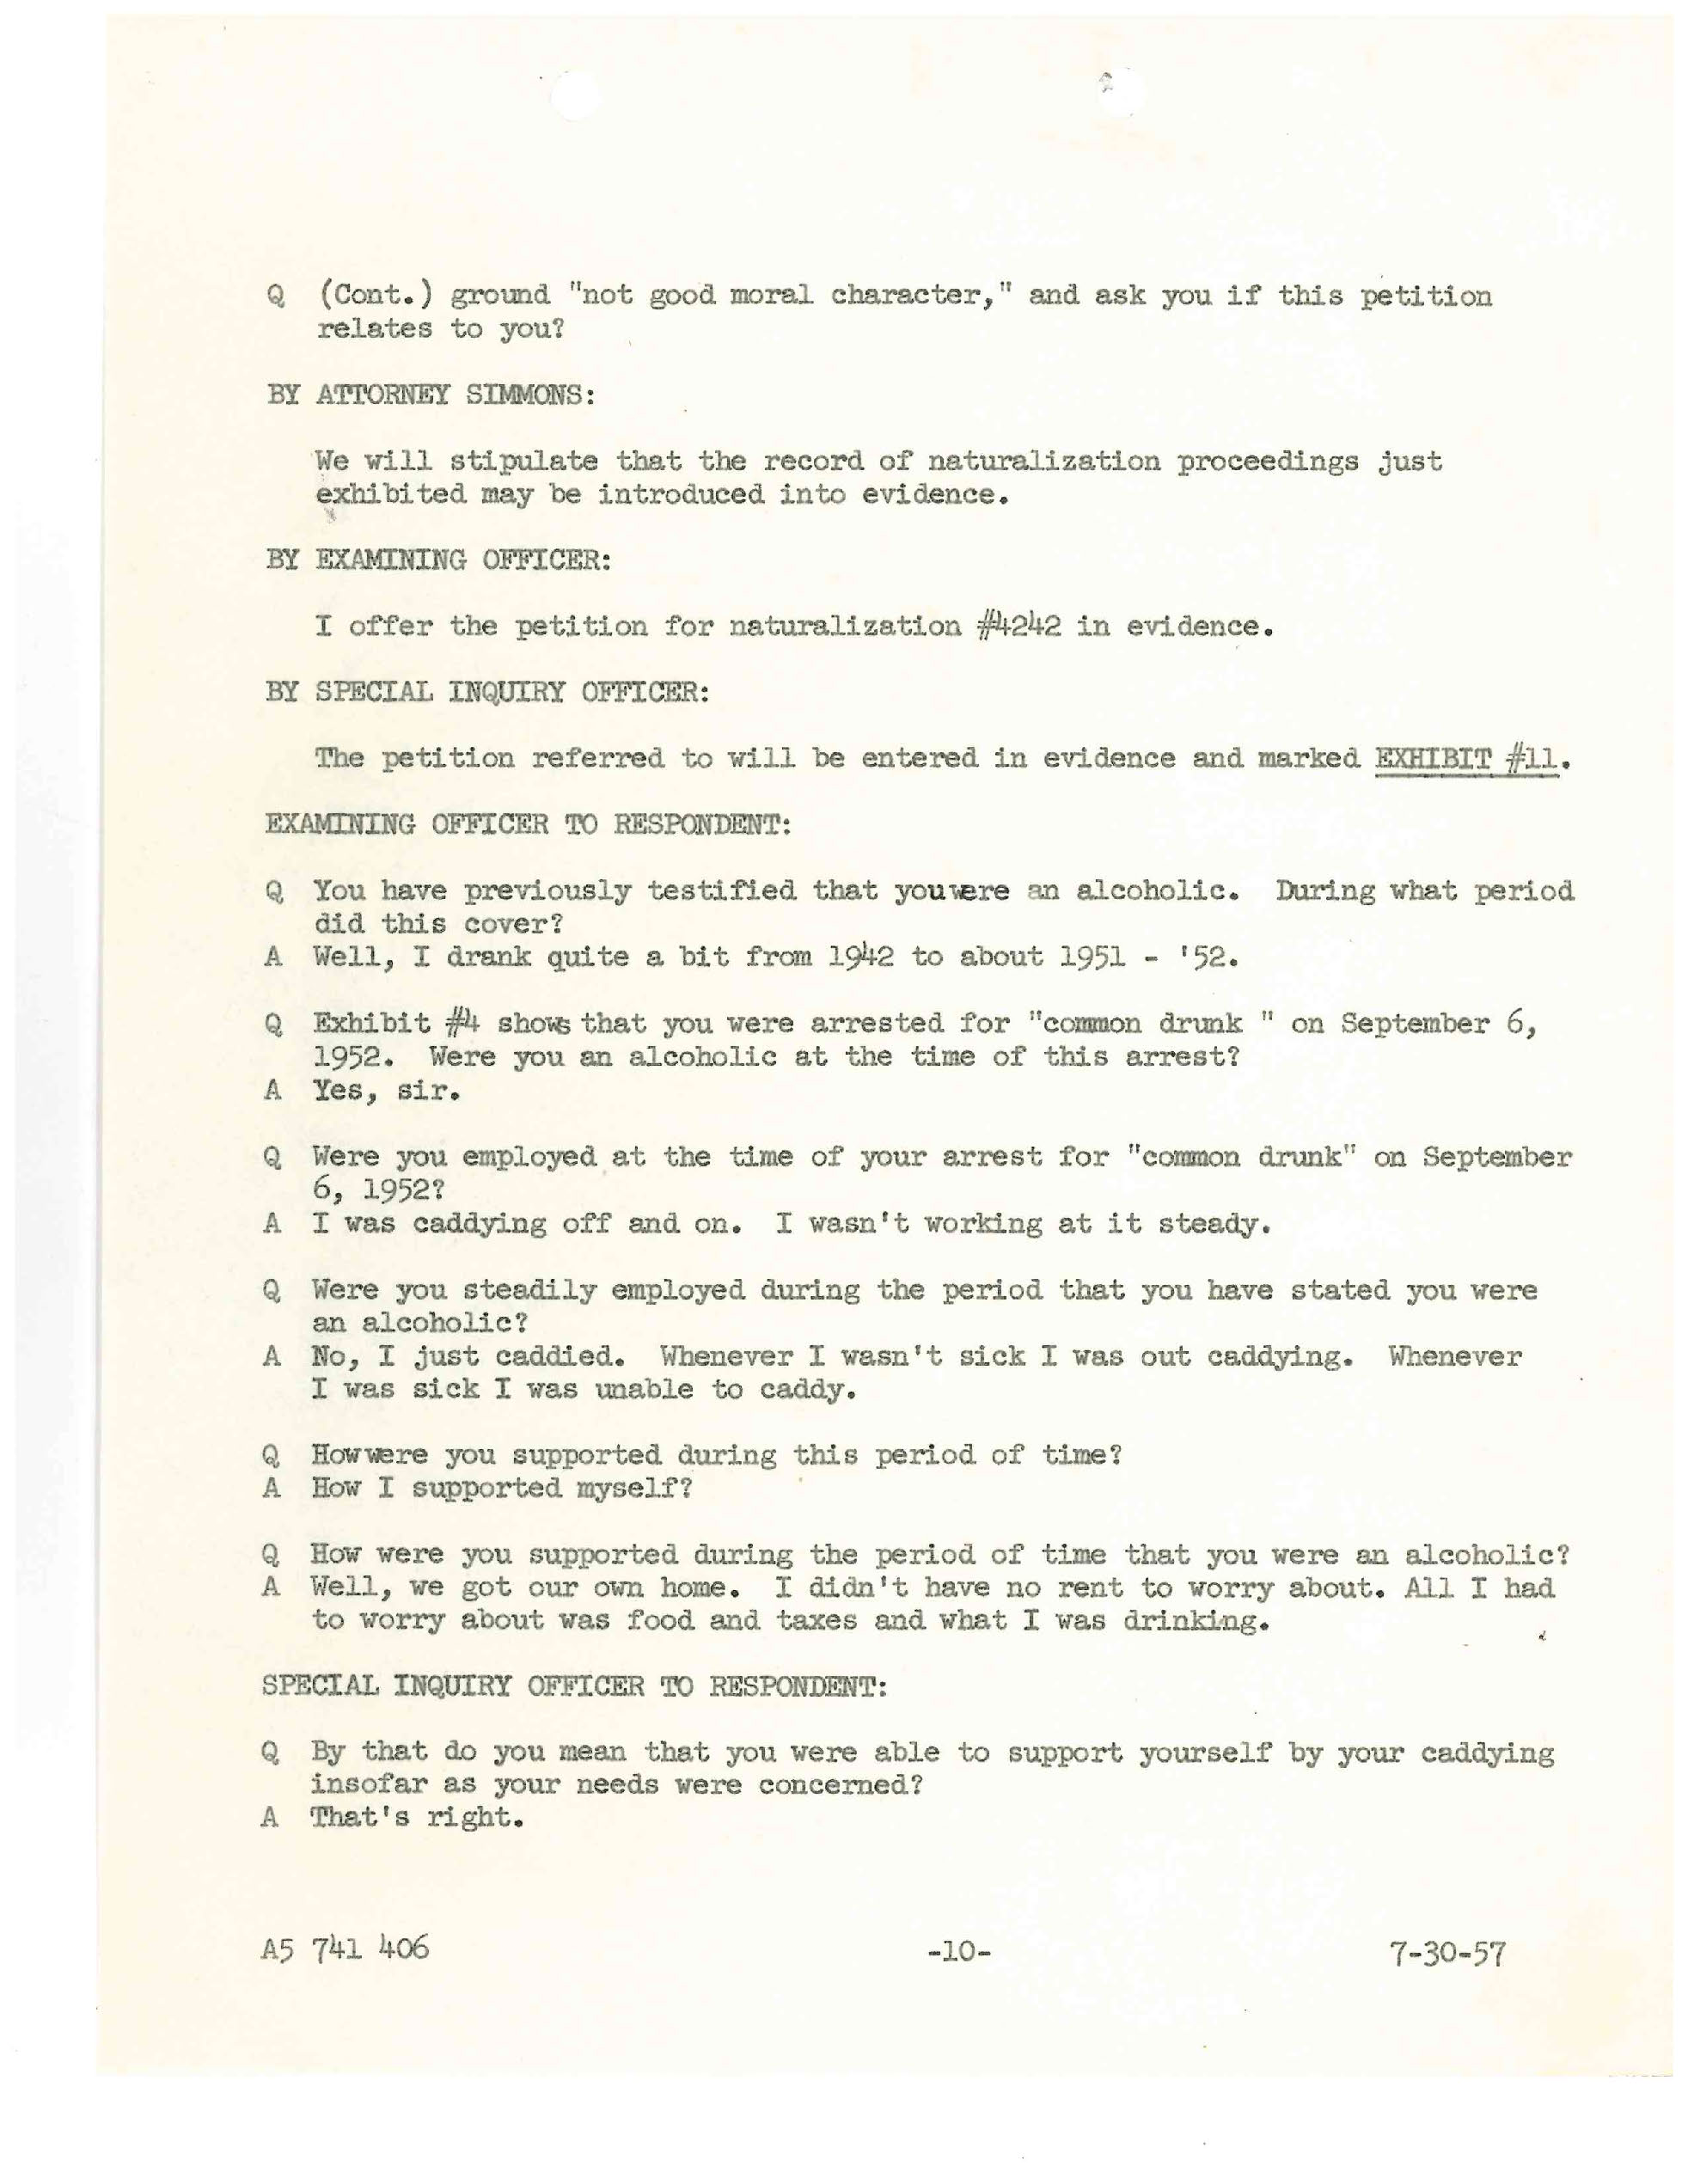 Q (Cont.) ground "not good moral character," and ask you if this petition
relates to you?
BY ATTORNEY SIMMONS:
We will stipulate that the record of naturalization proceedings just
exhibited may be introduced into evidence.
BY EXAMINING OFFICER:
I offer the petition for naturalization #4242 in evidence.
BY SPECIAL INQUIRY OFFICER:
The petition referred to will be entered in evidence and marked EXHIBIT #11.
EXAMINING OFFICER TO RESPONDENT:
Q You have previously testified that youwere an alcoholic. During what period
did this cover?
A Well, I drank quite a bit from 1942 to about 1951 - '52.
Q Exhibit #4 shows that you were arrested for "common drunk " on September 6,
1952. Were you an alcoholic at the time of this arrest?
A Yes, sir.
Q Were you employed at the time of your arrest for "common drunk" on September
6, 1952?
A I was caddying off and on. I wasn't working at it steady.
Q Were you steadily employed during the period that you have stated you were
an alcoholic?
A No, I just caddied. Whenever I wasn't sick I was out caddying. Whenever
I was sick I was unable to caddy.
Q Howwere you supported during this period of time?
A How I supported myself?
Q How were you supported during the period of time that you were an alcoholic?
A Well, we got our own home. I didn't have no rent to worry about. All I had
to worry about was food and taxes and what I was drinking.
SPECIAL INQUIRY OFFICER TO RESPONDENT:
Q By that do you mean that you were able to support yourself by your caddying
insofar as your needs were concerned?
A That's right.
A5 741 406 -10- 7-30-57